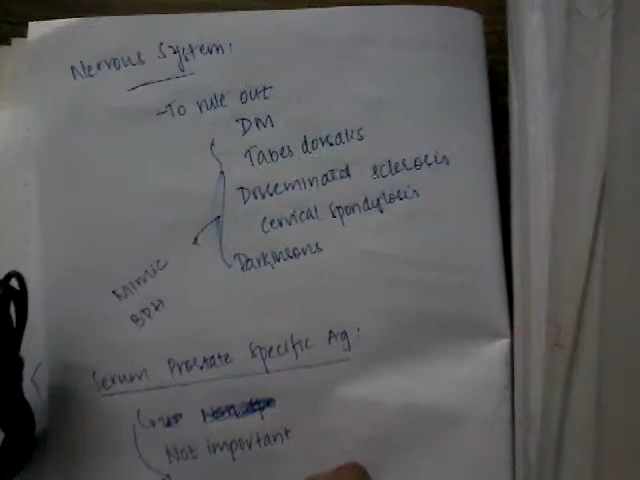 Nervous System:
-To rule out
DM
Tabes dorsalis
Disseminated sclerosis
Cervical spondylosis
Parkinsons
Mimic
BPH
Serum Prostate Specific Ag:
Not important